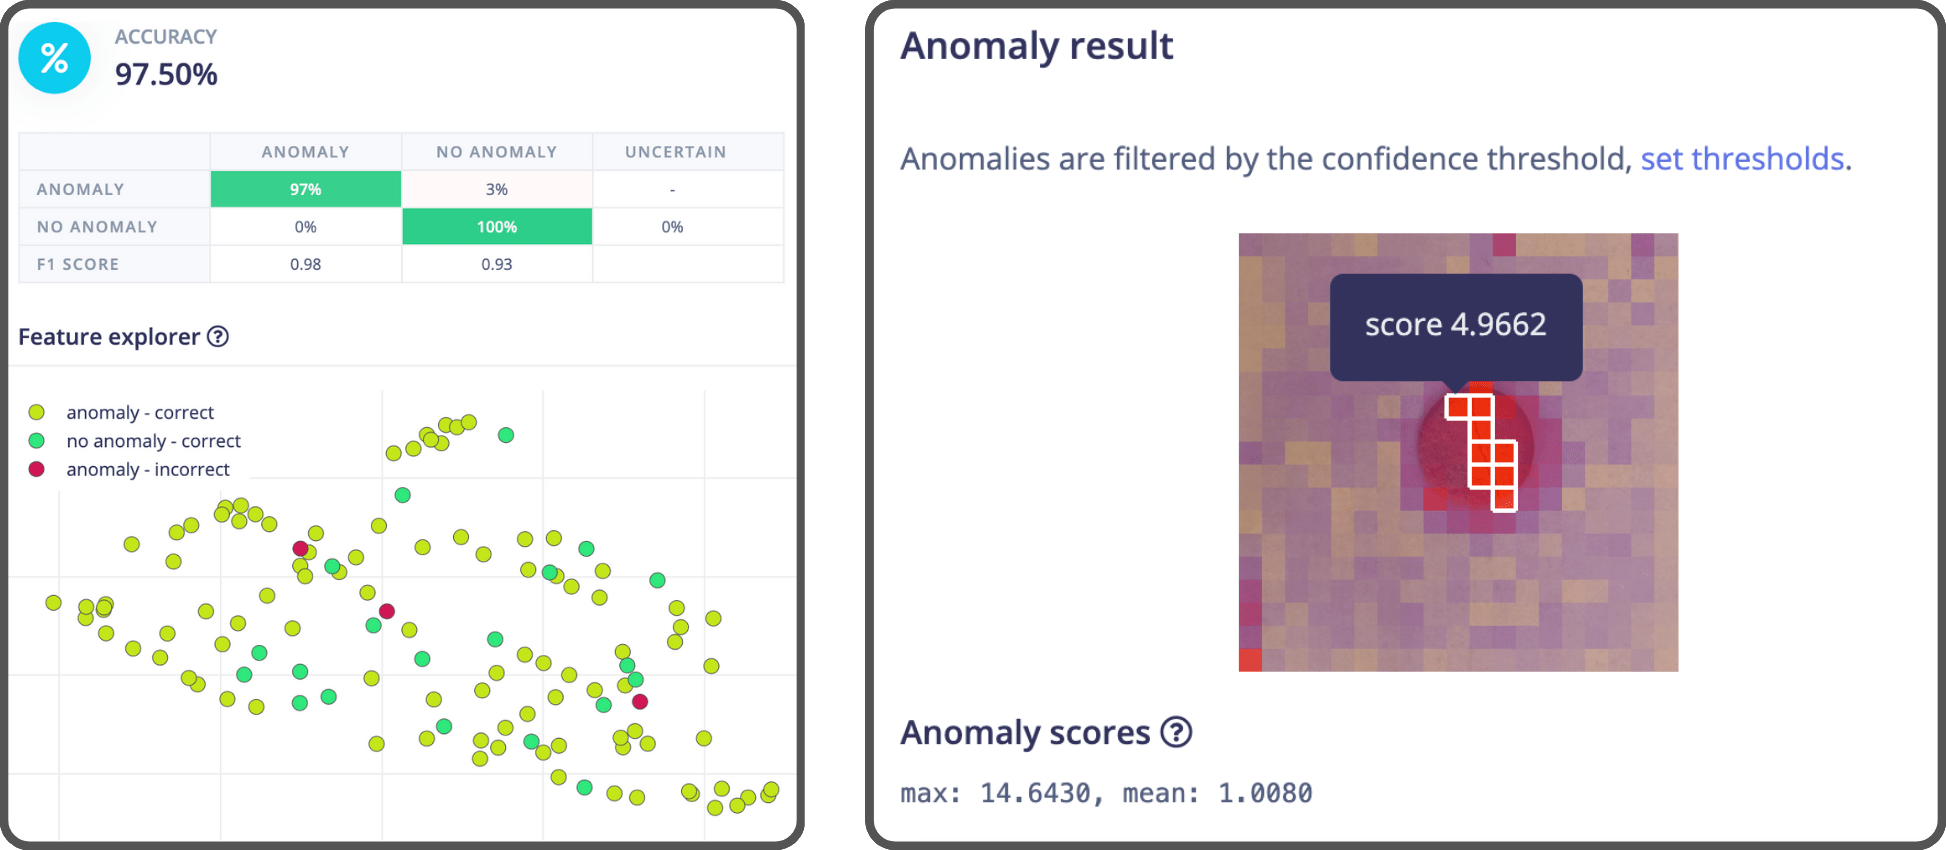 %
ACCURACY
97.50%
ANOMALY NO ANOMALY UNCERTAIN
ANOMALY 97% 3% -
NO ANOMALY 0% 100% 0%
F1 SCORE 0.98 0.93
Feature explorer ?
anomaly - correct
no anomaly - correct
anomaly - incorrect
Anomaly result
Anomalies are filtered by the confidence threshold, set thresholds.
score 4.9662
Anomaly scores ?
max: 14.6430, mean: 1.0080